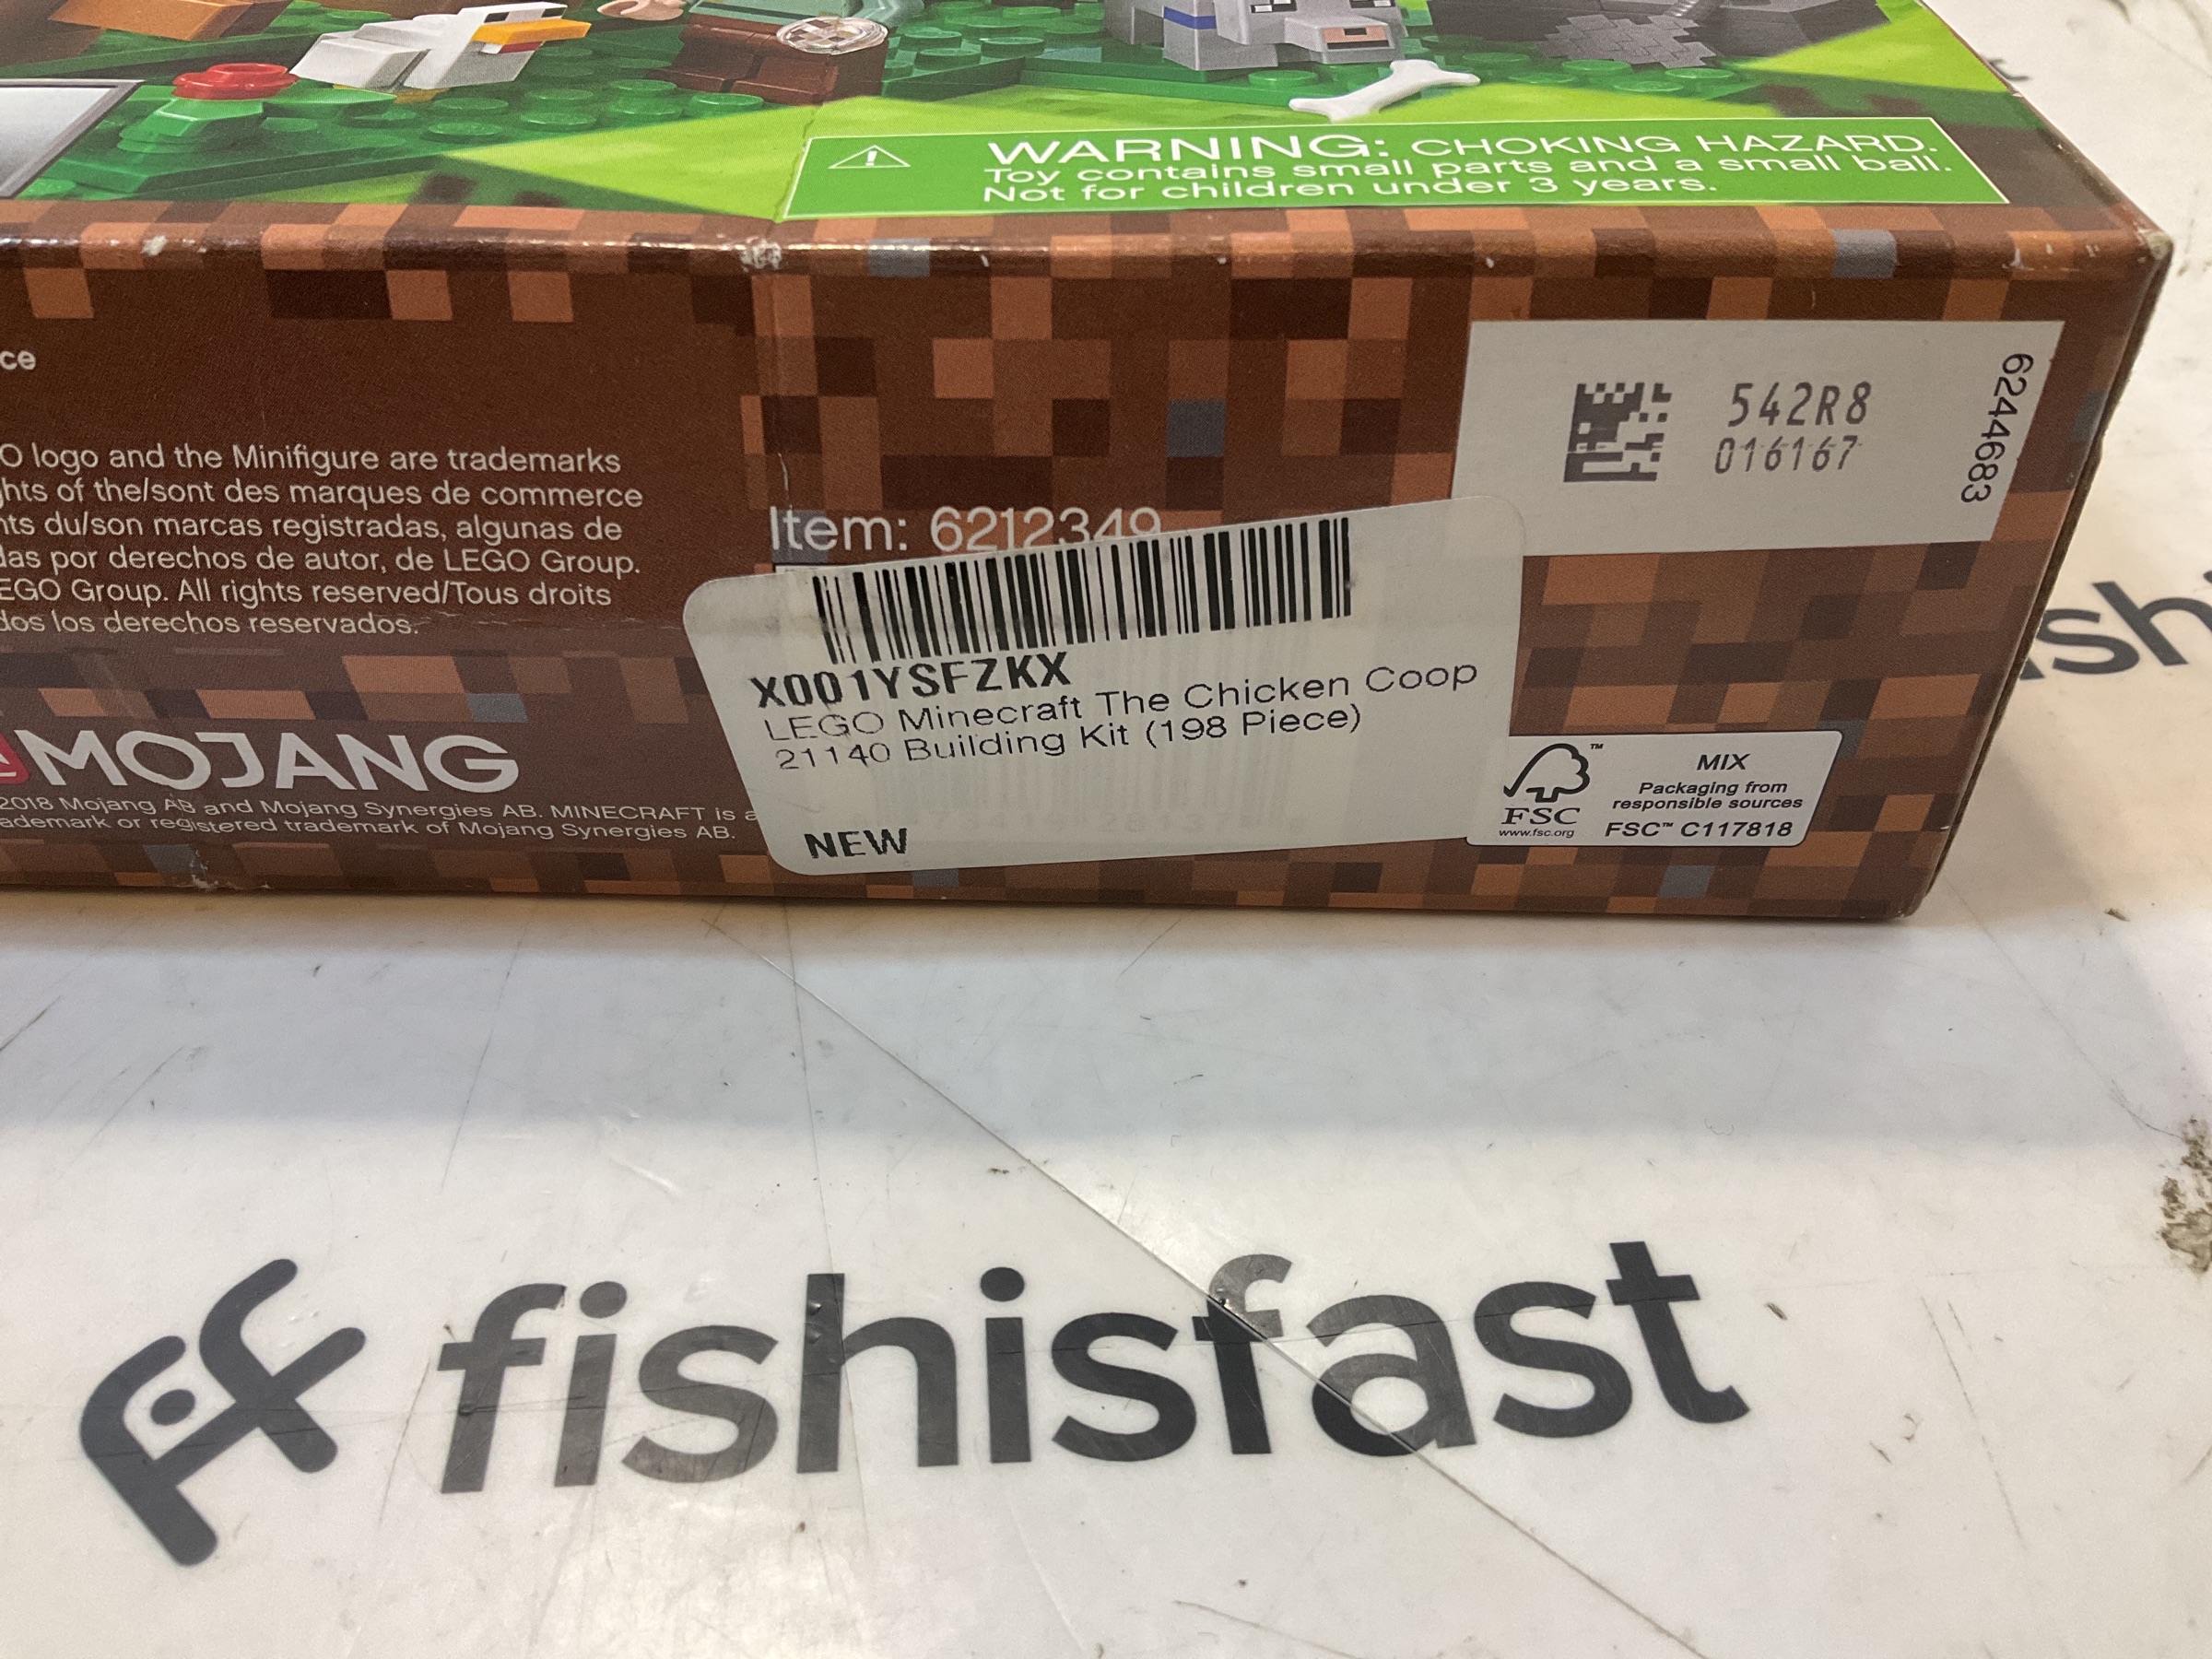 WARNING: CHOKING HAZARD.
Toy contains small parts and a small ball.
Not for children under 3 years.
ce
O logo and the Minifigure are trademarks
hts of the/sont des marques de commerce
nts du/son marcas registradas, algunas de
das por derechos de autor, de LEGO Group.
EGO Group. All rights reserved/Tous droits
dos los derechos reservados.
MOJANG
2018 Mojang AB and Mojang Synergies AB. MINECRAFT is a
ademark or registered trademark of Mojang Synergies AB.
Item: 6212349
X001YSFZKX
LEGO Minecraft The Chicken Coop
21140 Building Kit (198 Piece)
NEW
542R8
016167
6244683
FSC
www.fsc.org
MIX
Packaging from
responsible sources
FSC™ C117818
ish
fishisfast